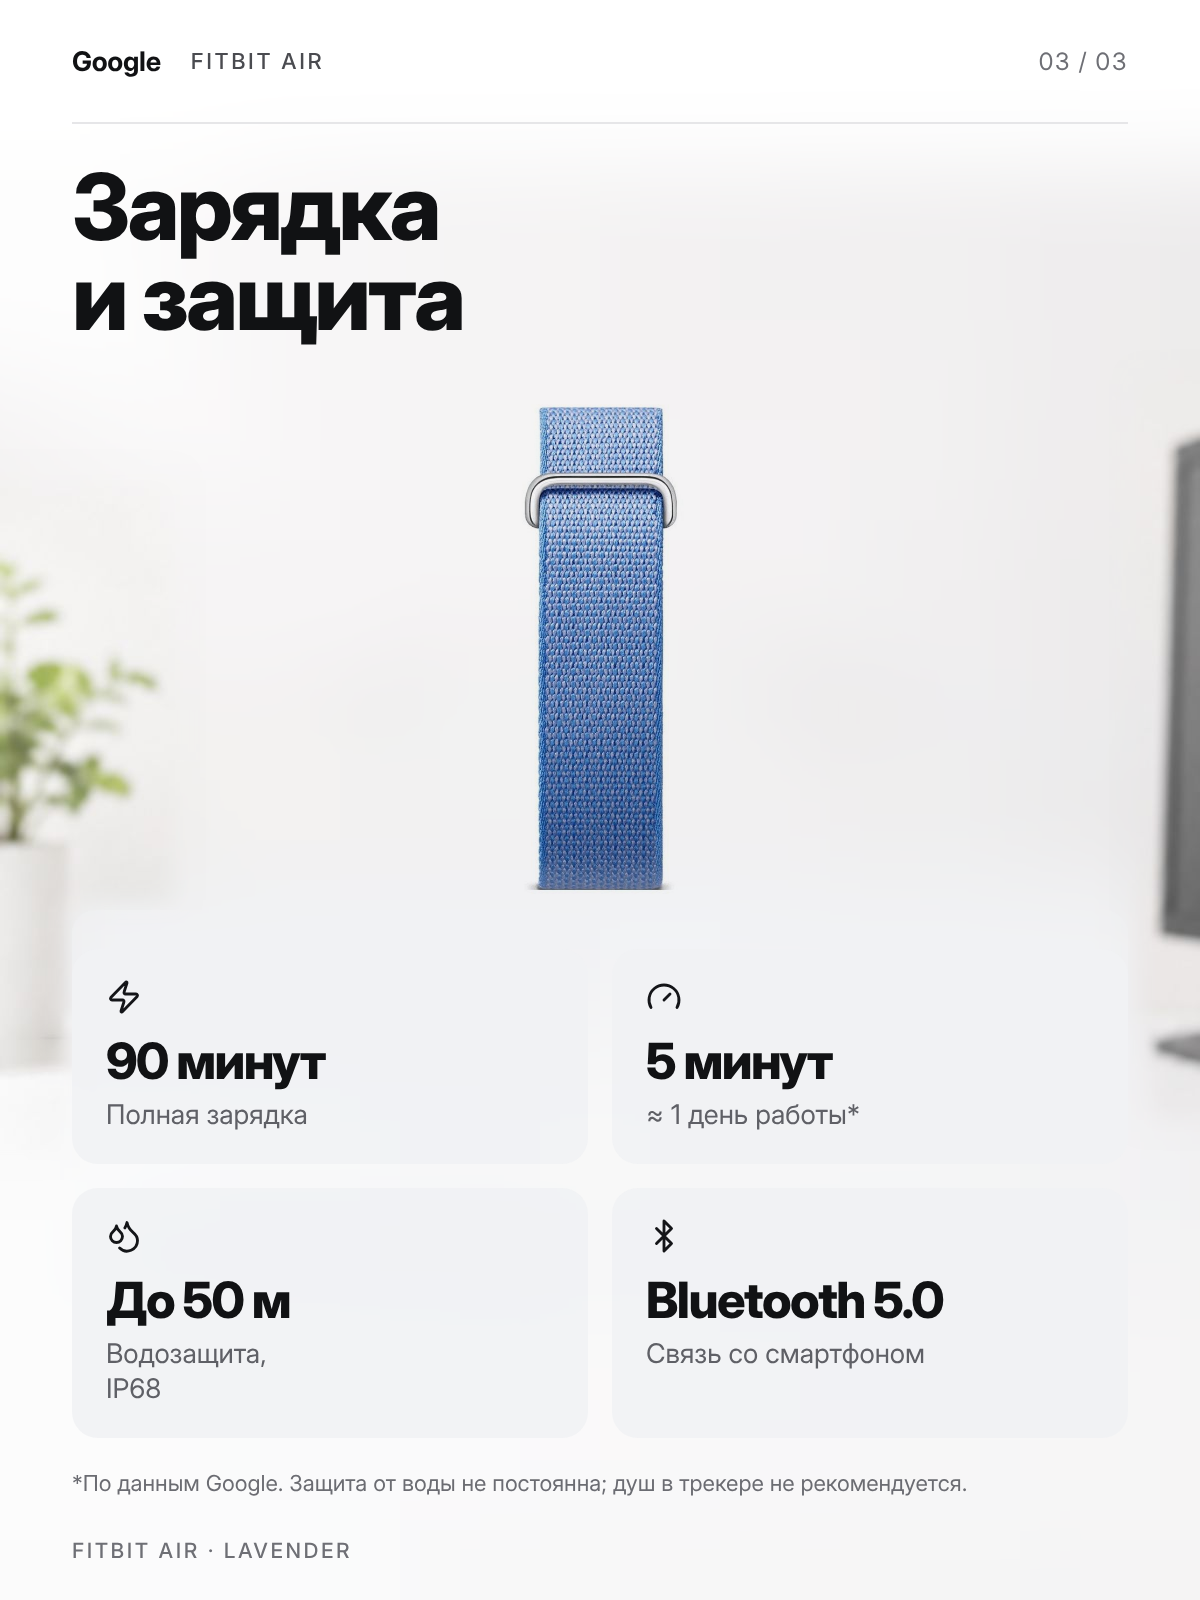 Google FITBIT AIR 03 / 03
Зарядка
и защита
90 минут
Полная зарядка
5 минут
≈ 1 день работы*
До 50 м
Водозащита,
IP68
Bluetooth 5.0
Связь со смартфоном
*По данным Google. Защита от воды не постоянна; душ в трекере не рекомендуется.
FITBIT AIR · LAVENDER